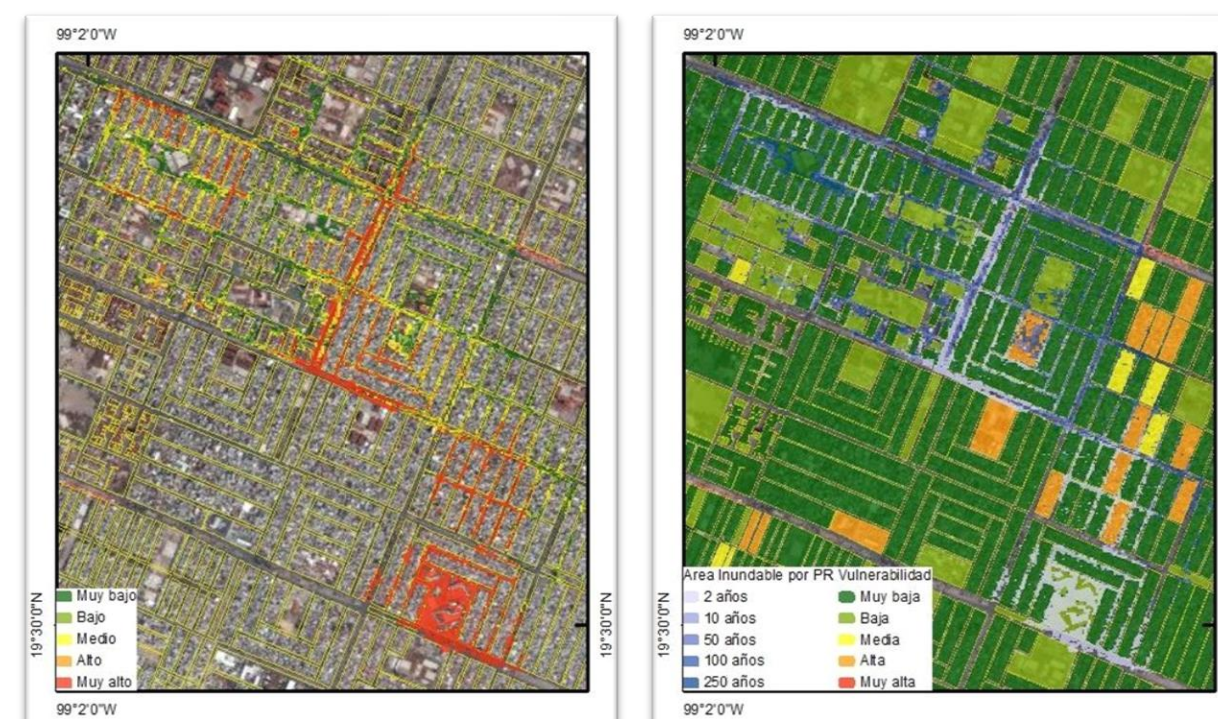 99°2'0"W
19°30'0"N
Muy bajo
Bajo
Medio
Alto
Muy alto
19°30'0"N
99°2'0"W
99°2'0"W
19°30'0"N
Area Inundable por PR Vulnerabilidad
2 años Muy baja
10 años Baja
50 años Media
100 años Alta
250 años Muy alta
99°2'0"W